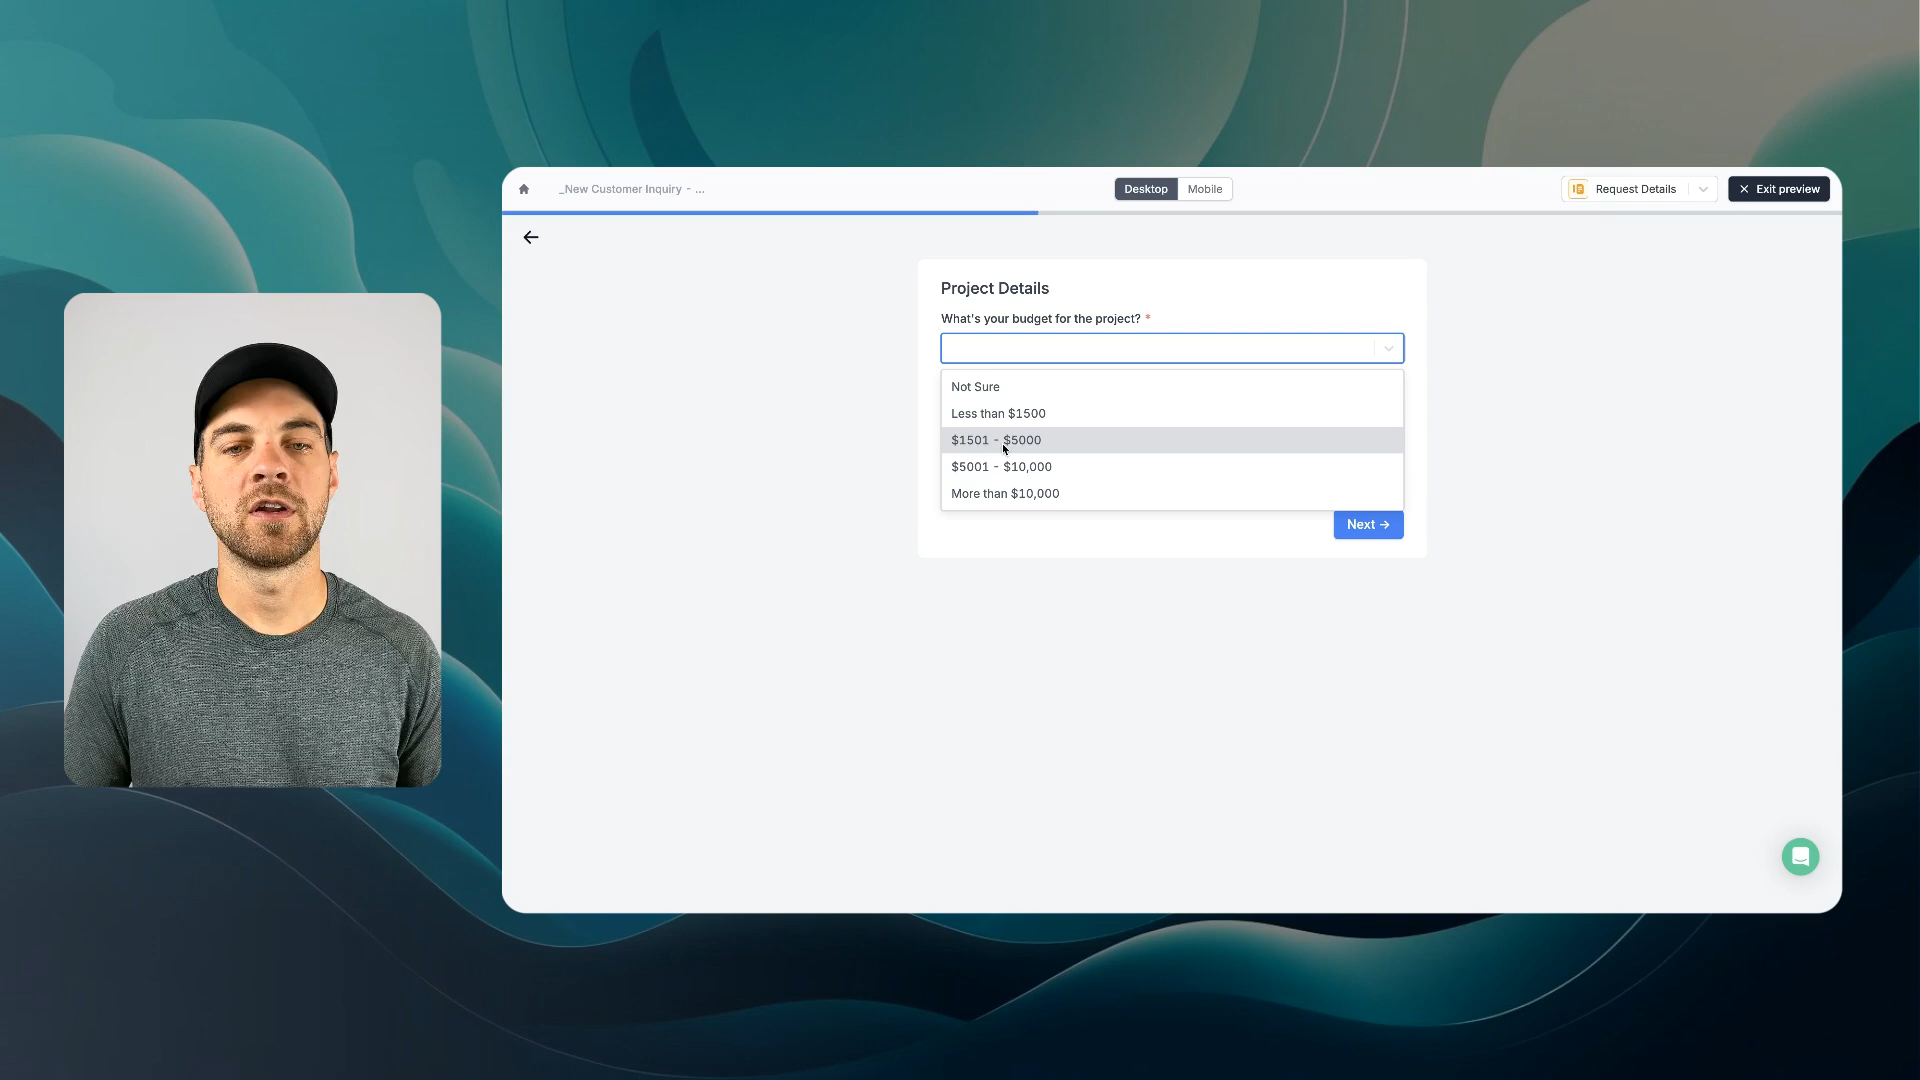 _New Customer Inquiry - ...
Desktop
Mobile
Request Details
Exit preview
Project Details
What's your budget for the project? *
Not Sure
Less than $1500
$1501 - $5000
$5001 - $10,000
More than $10,000
Next →